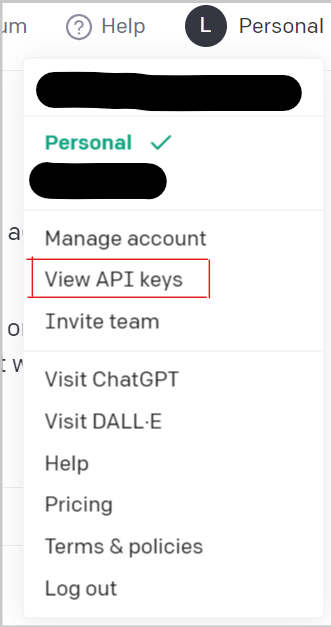 um
Help
L
Personal
Personal
a
Manage account
View API keys
Invite team
Visit ChatGPT
Visit DALL·E
Help
Pricing
Terms & policies
Log out